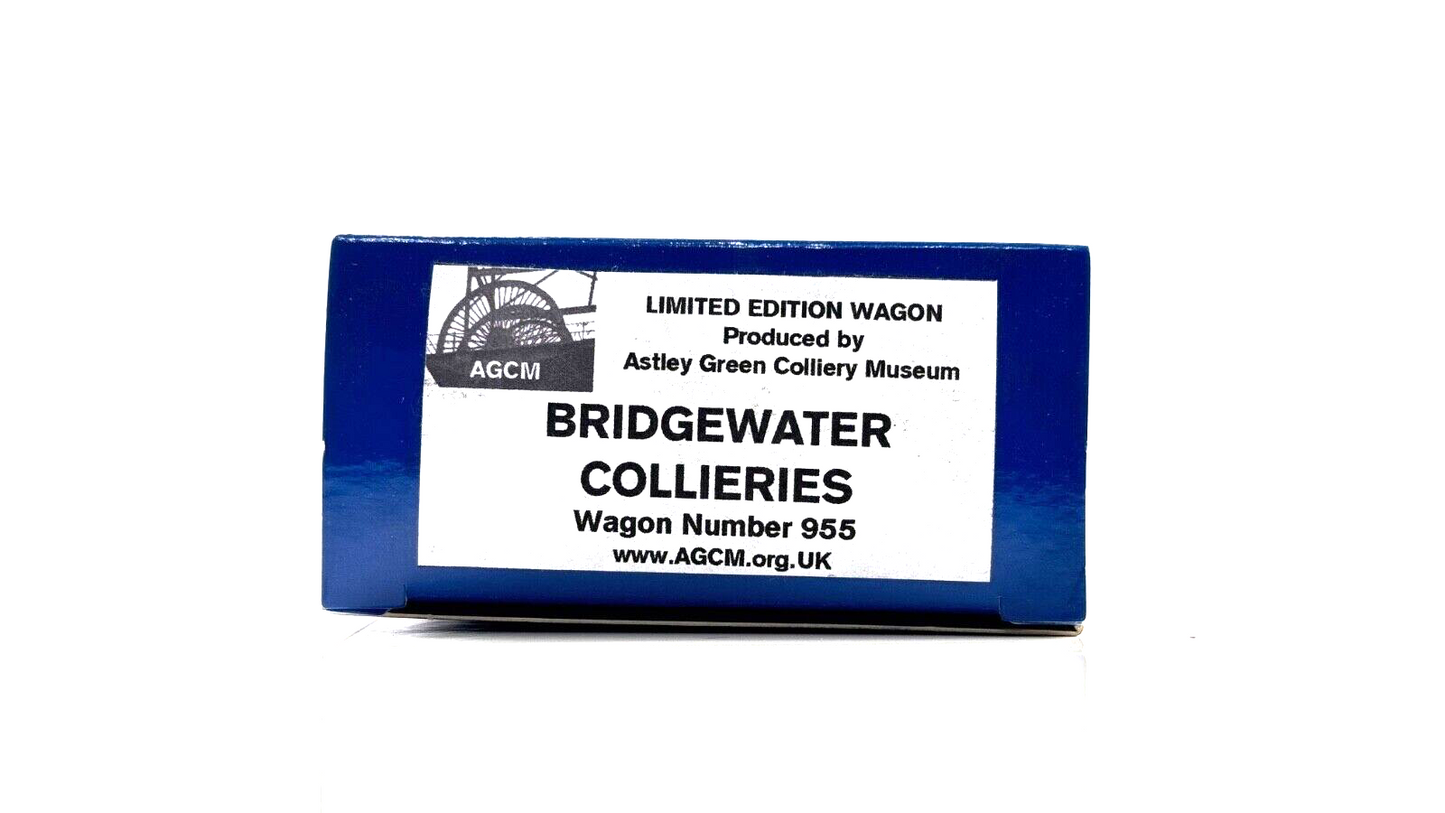 AGCM
LIMITED EDITION WAGON
Produced by
Astley Green Colliery Museum
BRIDGEWATER
COLLIERIES
Wagon Number 955
www.AGCM.org.UK